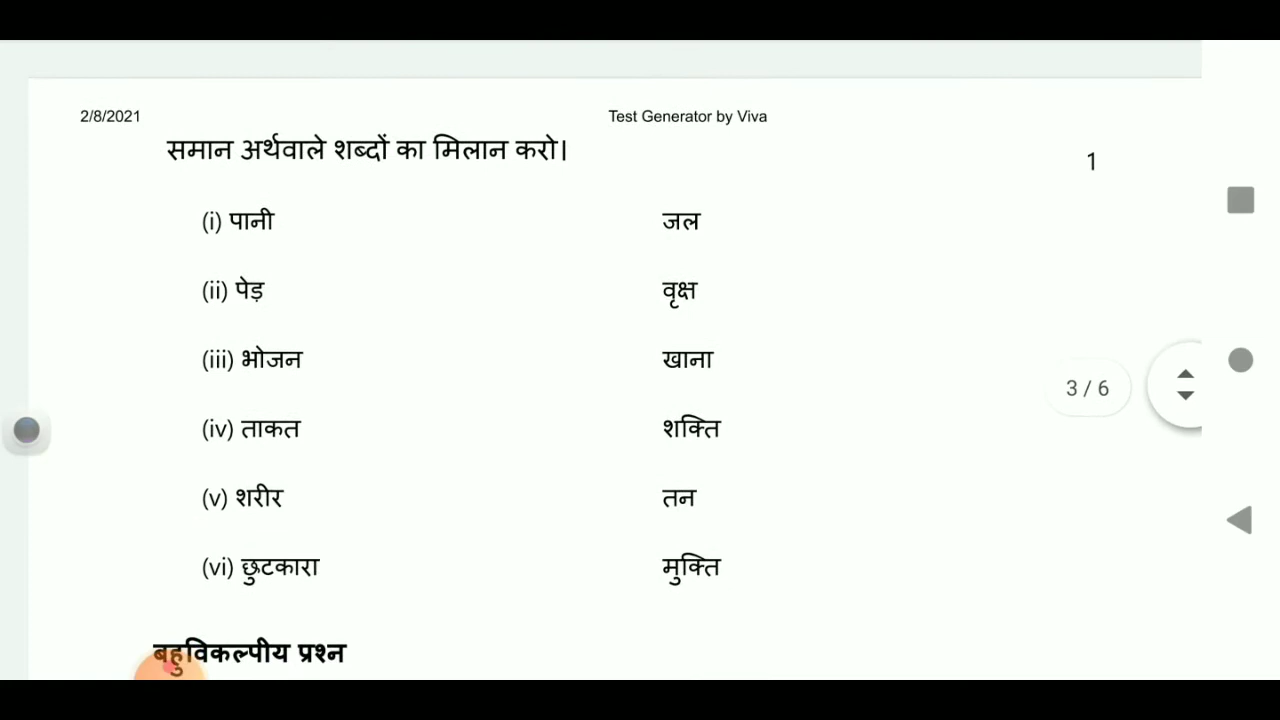 2/8/2021 Test Generator by Viva
समान अर्थवाले शब्दों का मिलान करो।
1
(i) पानी जल
(ii) पेड़ वृक्ष
(iii) भोजन खाना
3 / 6
(iv) ताकत शक्ति
(v) शरीर तन
(vi) छुटकारा मुक्ति
बहुविकल्पीय प्रश्न